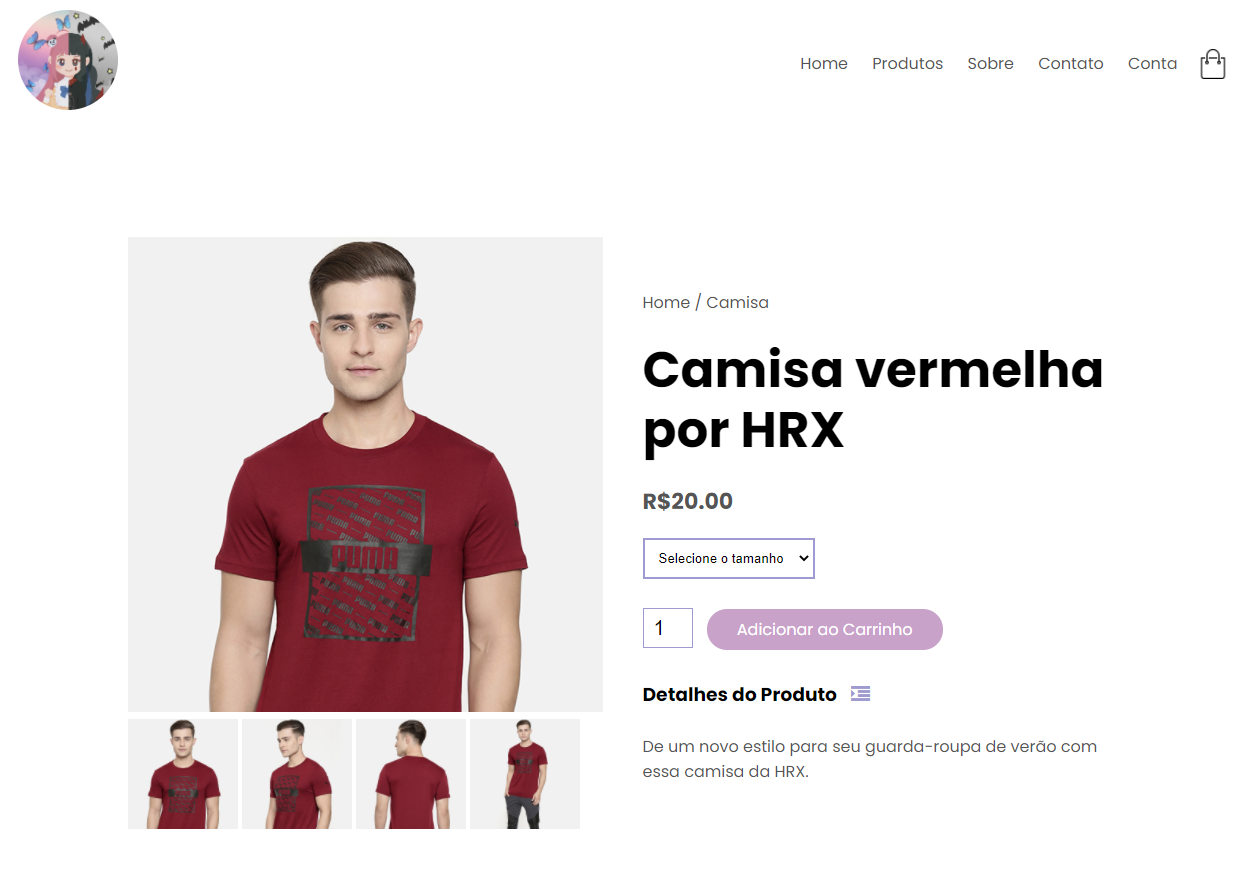 Home Produtos Sobre Contato Conta
PUMA
Home / Camisa
Camisa vermelha
por HRX
R$20.00
Selecione o tamanho
1 Adicionar ao Carrinho
Detalhes do Produto
De um novo estilo para seu guarda-roupa de verão com
essa camisa da HRX.